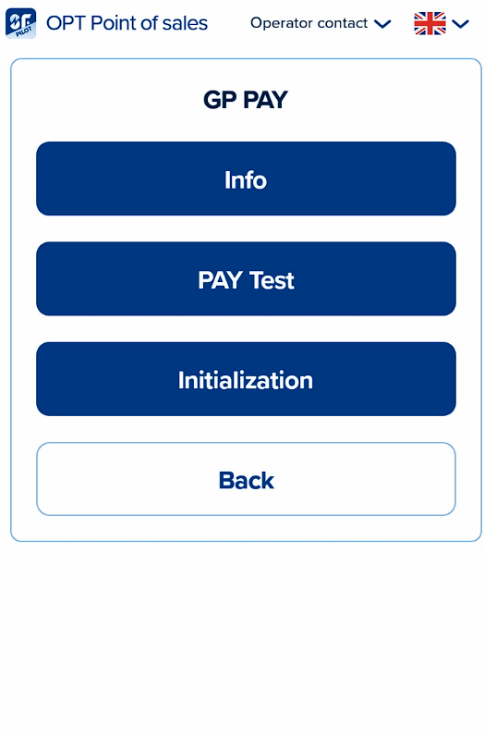 OPT Point of sales
Operator contact
GP PAY
Info
PAY Test
Initialization
Back